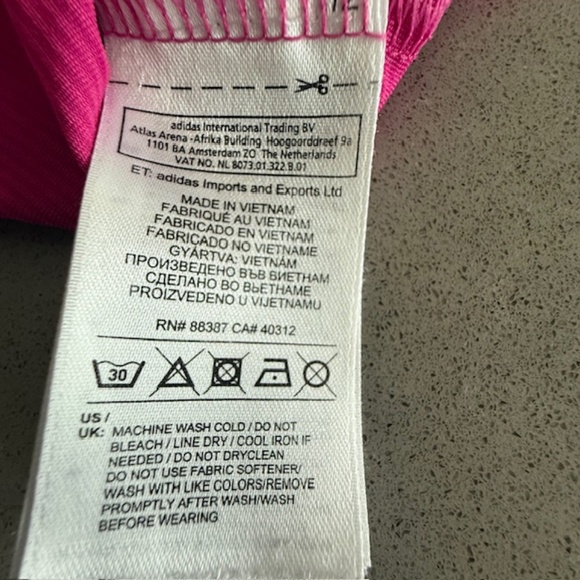 adidas International Trading BV
Atlas Arena -Afrika Building Hoogoorddreef 9a
1101 BA Amsterdam ZO The Netherlands
VAT NO. NL 8073.01.322.B.01
ET: adidas Imports and Exports Ltd
MADE IN VIETNAM
FABRIQUÉ AU VIETNAM
FABRICADO EN VIETNAM
FABRICADO NO VIETNAME
GYÁRTVA: VIETNÁM
ПРОИЗВЕДЕНО ВЪВ ВИЕТНАМ
СДЕЛАНО ВО ВЬЕТНАМЕ
PROIZVEDENO U VIJETNAMU
RN# 88387 CA# 40312
30
US /
UK: MACHINE WASH COLD / DO NOT
BLEACH / LINE DRY / COOL IRON IF
NEEDED / DO NOT DRYCLEAN
DO NOT USE FABRIC SOFTENER/
WASH WITH LIKE COLORS/REMOVE
PROMPTLY AFTER WASH/WASH
BEFORE WEARING